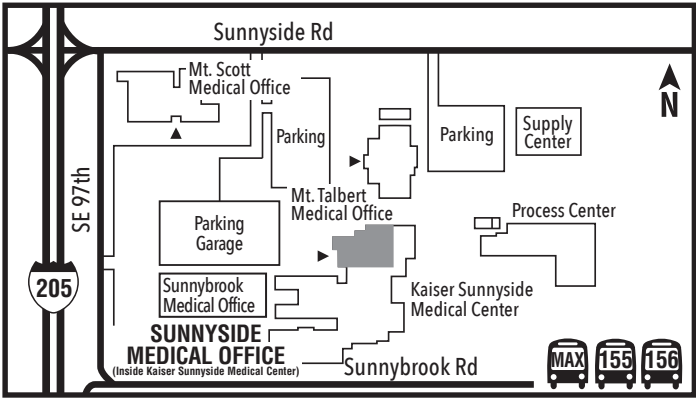 Sunnyside Rd
Mt. Scott
Medical Office
N
Parking
Parking
Supply
Center
SE 97th
Mt. Talbert
Medical Office
Parking
Garage
Process Center
205
Sunnybrook
Medical Office
Kaiser Sunnyside
Medical Center
SUNNYSIDE
MEDICAL OFFICE
(Inside Kaiser Sunnyside Medical Center)
Sunnybrook Rd
MAX
155
156